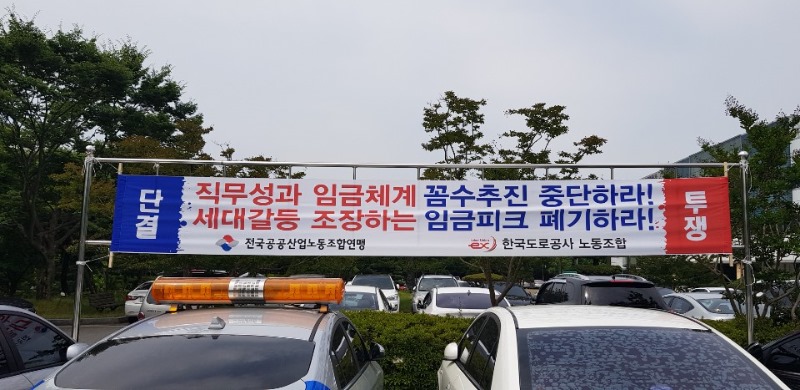 단결
직무성과 임금체계 꼼수추진 중단하라!
세대갈등 조장하는 임금피크 폐기하라!
투쟁
전국공공산업노동조합연맹
ex 한국도로공사 노동조합